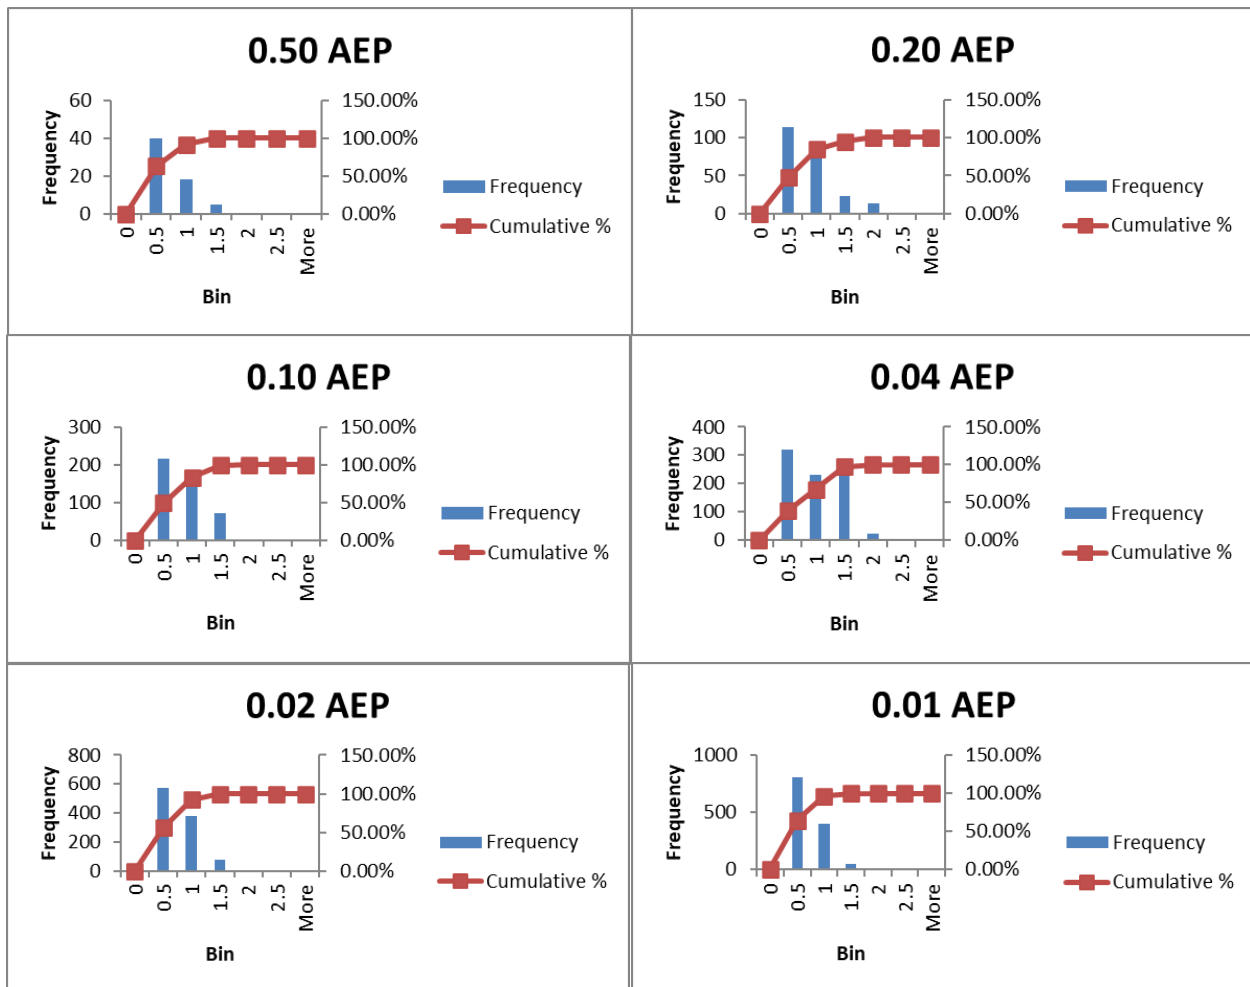 0.50 AEP
Frequency
60
40
20
0
150.00%
100.00%
50.00%
0.00%
0
0.5
1
1.5
2
2.5
More
Bin
Frequency
Cumulative %
0.20 AEP
Frequency
150
100
50
0
150.00%
100.00%
50.00%
0.00%
0
0.5
1
1.5
2
2.5
More
Bin
Frequency
Cumulative %
0.10 AEP
Frequency
300
200
100
0
150.00%
100.00%
50.00%
0.00%
0
0.5
1
1.5
2
2.5
More
Bin
Frequency
Cumulative %
0.04 AEP
Frequency
400
300
200
100
0
150.00%
100.00%
50.00%
0.00%
0
0.5
1
1.5
2
2.5
More
Bin
Frequency
Cumulative %
0.02 AEP
Frequency
800
600
400
200
0
150.00%
100.00%
50.00%
0.00%
0
0.5
1
1.5
2
2.5
More
Bin
Frequency
Cumulative %
0.01 AEP
Frequency
1000
500
0
150.00%
100.00%
50.00%
0.00%
0
0.5
1
1.5
2
2.5
More
Bin
Frequency
Cumulative %